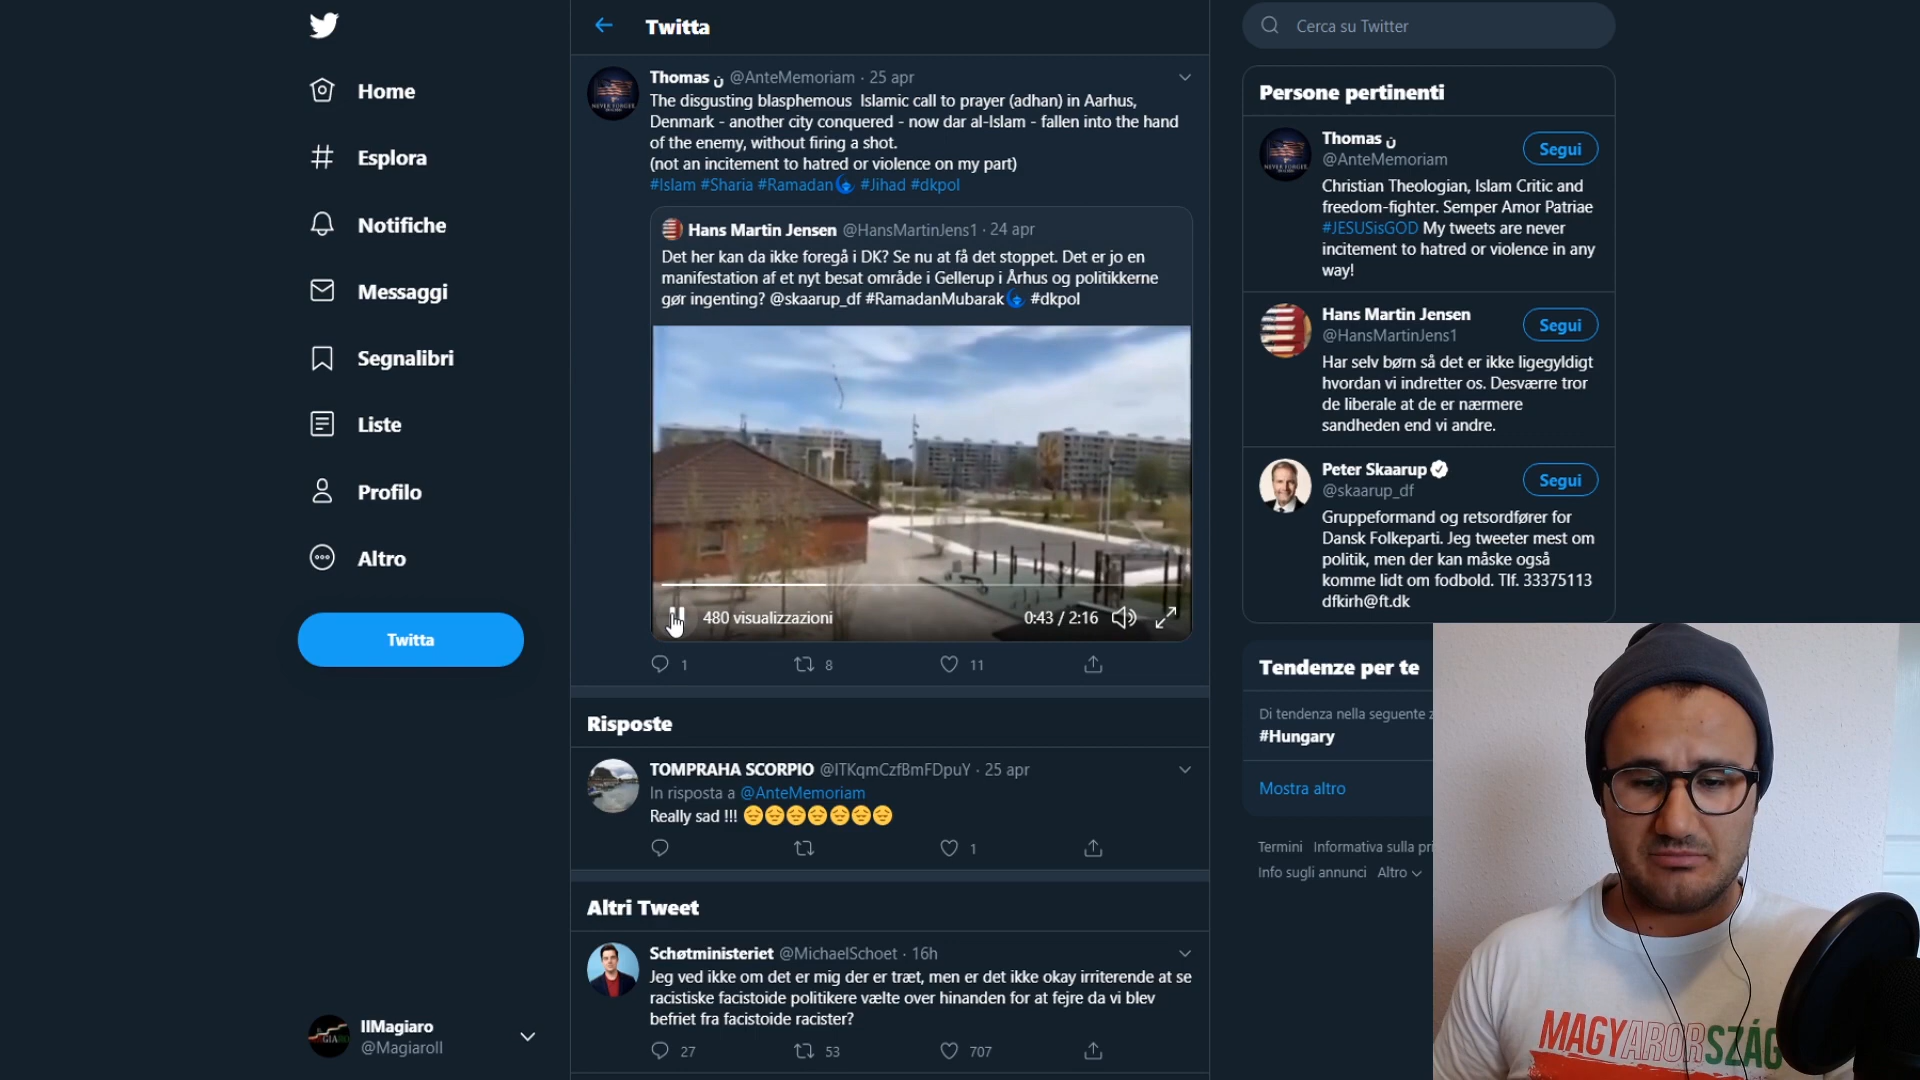 Home
Esplora
Notifiche
Messaggi
Segnalibri
Liste
Profilo
Altro
Twitta
IlMagiaro
@MagiaroIl
Twitta
Thomas ن @AnteMemoriam · 25 apr
The disgusting blasphemous Islamic call to prayer (adhan) in Aarhus,
Denmark - another city conquered - now dar al-Islam - fallen into the hand
of the enemy, without firing a shot.
(not an incitement to hatred or violence on my part)
#Islam #Sharia #Ramadan #Jihad #dkpol
Hans Martin Jensen @HansMartinJens1 · 24 apr
Det her kan da ikke foregå i DK? Se nu at få det stoppet. Det er jo en
manifestation af et nyt besat område i Gellerup i Århus og politikkerne
gør ingenting? @skaarup_df #RamadanMubarak #dkpol
480 visualizzazioni
0:43 / 2:16
1
8
11
Risposte
TOMPRAHA SCORPIO @ITKqmCzfBmFDpuY · 25 apr
In risposta a @AnteMemoriam
Really sad !!! 😔😔😔😔😔😔😔
1
Altri Tweet
Schøtministeriet @MichaelSchoet · 16h
Jeg ved ikke om det er mig der er træt, men er det ikke okay irriterende at se
racistiske facistoide politikere vælte over hinanden for at fejre da vi blev
befriet fra facistoide racister?
27
53
707
Cerca su Twitter
Persone pertinenti
Thomas ن
@AnteMemoriam
Segui
Christian Theologian, Islam Critic and
freedom-fighter. Semper Amor Patriae
#JESUSisGOD My tweets are never
incitement to hatred or violence in any
way!
Hans Martin Jensen
@HansMartinJens1
Segui
Har selv børn så det er ikke ligegyldigt
hvordan vi indretter os. Desværre tror
de liberale at de er nærmere
sandheden end vi andre.
Peter Skaarup
@skaarup_df
Segui
Gruppeformand og retsordfører for
Dansk Folkeparti. Jeg tweeter mest om
politik, men der kan måske også
komme lidt om fodbold. Tlf. 33375113
dfkirh@ft.dk
Tendenze per te
Di tendenza nella seguente z
#Hungary
Mostra altro
Termini Informativa sulla pri
Info sugli annunci Altro
MAGYARORSZÁG